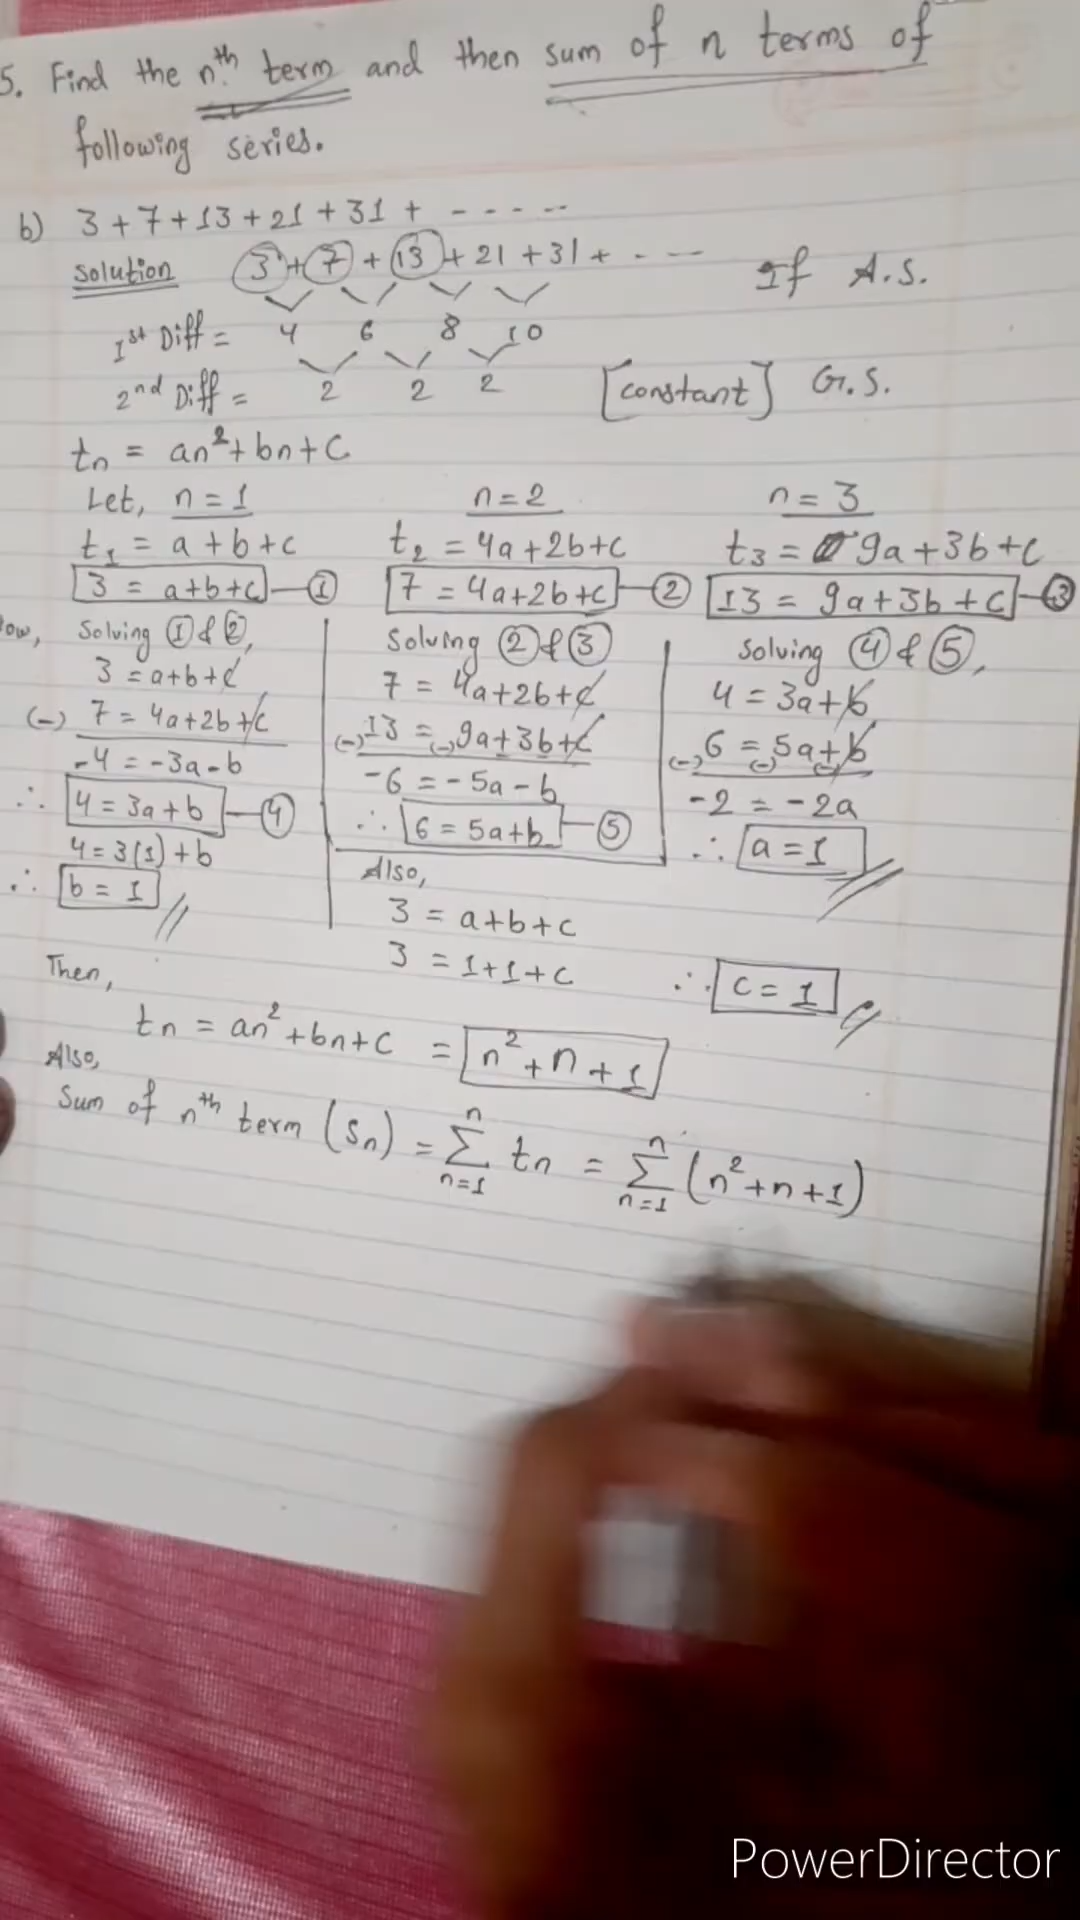 5. Find the nth term and then sum of n terms of
following series.
b) 3 + 7 + 13 + 21 + 31 + - - - - -
Solution 3 + 7 + 13 + 21 + 31 + - - - If A.S.
1st Diff = 4 6 8 10
2nd Diff = 2 2 2 [constant] G.S.
tn = an² + bn + C
Let, n = 1 n = 2 n = 3
t1 = a + b + c t2 = 4a + 2b + c t3 = 9a + 3b + c
3 = a + b + c — ① 7 = 4a + 2b + c — ② 13 = 9a + 3b + c — ③
Solving ① & ②,
3 = a + b + c
(-) 7 = 4a + 2b + c
-4 = -3a - b
∴ 4 = 3a + b — ④
4 = 3(1) + b
∴ b = 1
Solving ② & ③
7 = 4a + 2b + c
(-) 13 = (-) 9a + 3b + c
-6 = -5a - b
∴ 6 = 5a + b — ⑤
Solving ④ & ⑤,
4 = 3a + b
(-) 6 = (-) 5a + (-) b
-2 = -2a
∴ a = 1
Also,
3 = a + b + c
3 = 1 + 1 + c ∴ c = 1
Then,
tn = an² + bn + c = n² + n + 1
Also,
Sum of nth term (Sn) = Σ n n=1 tn = Σ n n=1 (n² + n + 1)
PowerDirector